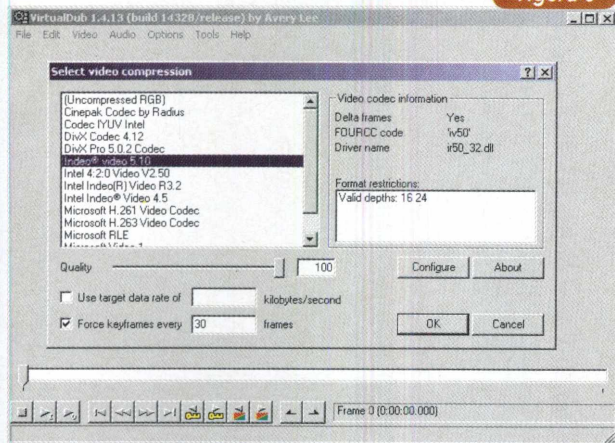 VirtualDub 1.4.13 (build 14328/release) by Avery Lee
File Edit Video Audio Options Tools Help
Select video compression
(Uncompressed RGB)
Cinepak Codec by Radius
Codec IYUV Intel
DivX Codec 4.12
DivX Pro 5.0.2 Codec
Indeo® video 5.10
Intel 4:2:0 Video V2.50
Intel Indeo(R) Video R3.2
Intel Indeo® Video 4.5
Microsoft H.261 Video Codec
Microsoft H.263 Video Codec
Microsoft RLE
Video codec information
Delta frames Yes
FOURCC code 'iv50'
Driver name ir50_32.dll
Format restrictions:
Valid depths: 16 24
Quality 100
Configure About
Use target data rate of kilobytes/second
Force keyframes every 30 frames
OK Cancel
Frame 0 (0:00:00.000)